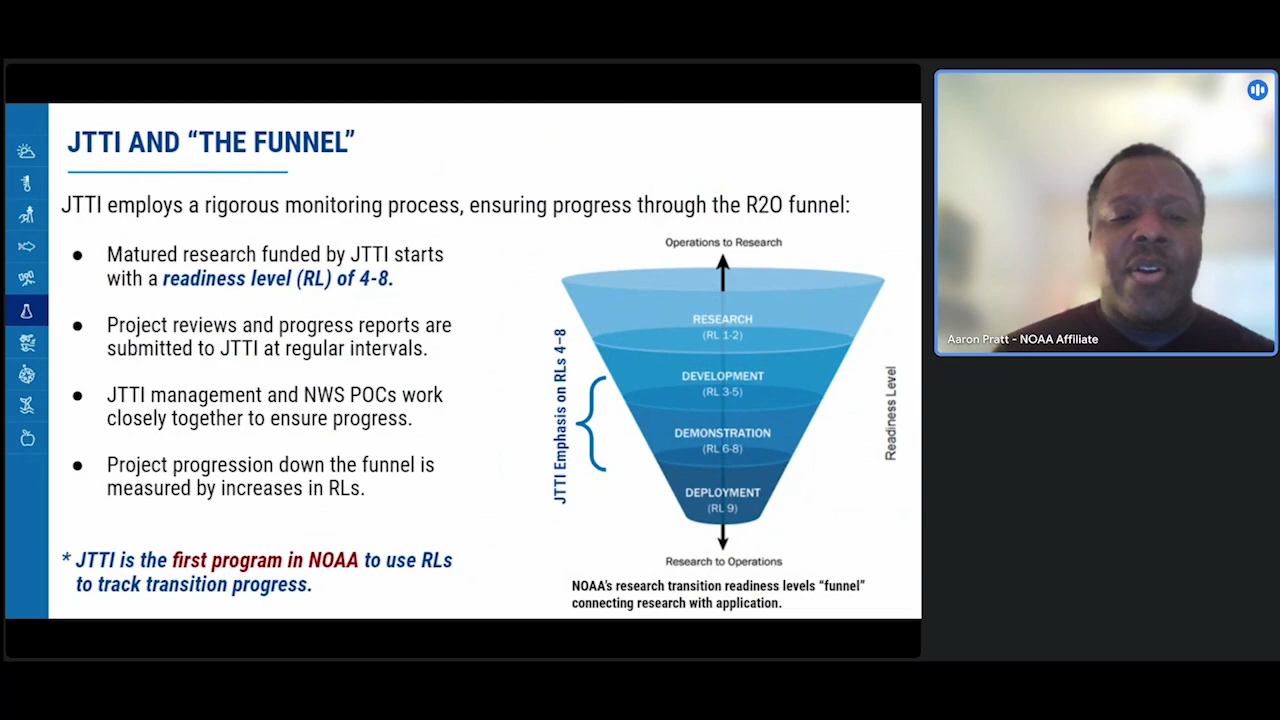 JTTI AND “THE FUNNEL”
JTTI employs a rigorous monitoring process, ensuring progress through the R2O funnel:
● Matured research funded by JTTI starts
with a readiness level (RL) of 4-8.
● Project reviews and progress reports are
submitted to JTTI at regular intervals.
● JTTI management and NWS POCs work
closely together to ensure progress.
● Project progression down the funnel is
measured by increases in RLs.
* JTTI is the first program in NOAA to use RLs
to track transition progress.
Operations to Research
RESEARCH
(RL 1-2)
DEVELOPMENT
(RL 3-5)
DEMONSTRATION
(RL 6-8)
DEPLOYMENT
(RL 9)
JTTI Emphasis on RLs 4–8
Readiness Level
Research to Operations
NOAA's research transition readiness levels “funnel”
connecting research with application.
Aaron Pratt - NOAA Affiliate